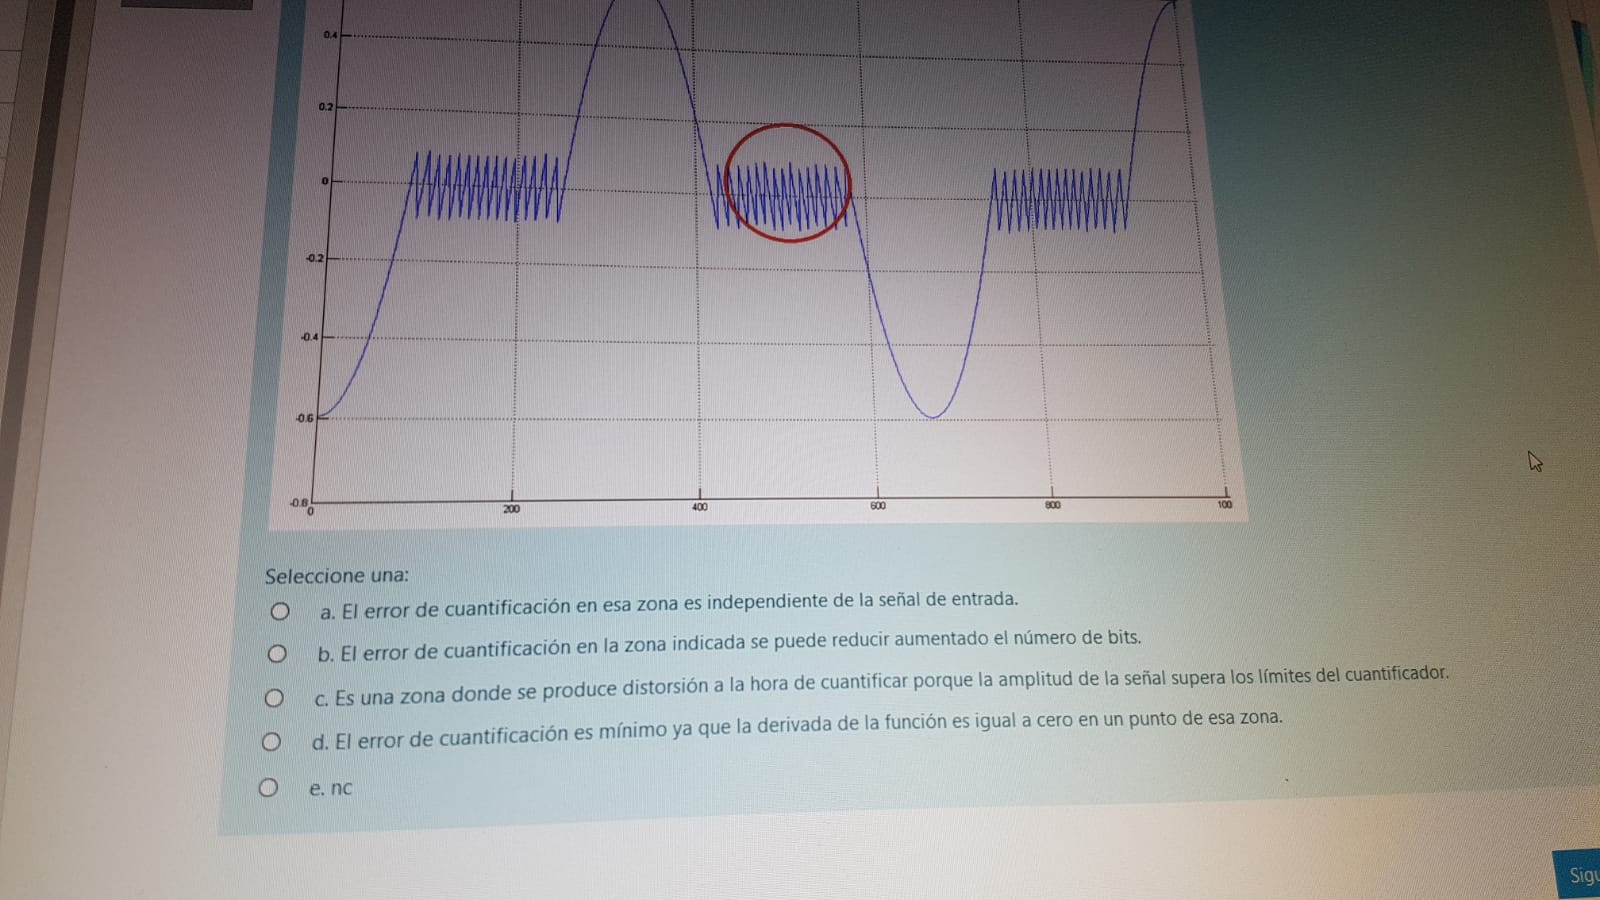 0.4
0.2
0
-0.2
-0.4
-0.6
-0.8
0 200 400 600 800 100
Seleccione una:
a. El error de cuantificación en esa zona es independiente de la señal de entrada.
b. El error de cuantificación en la zona indicada se puede reducir aumentado el número de bits.
c. Es una zona donde se produce distorsión a la hora de cuantificar porque la amplitud de la señal supera los límites del cuantificador.
d. El error de cuantificación es mínimo ya que la derivada de la función es igual a cero en un punto de esa zona.
e. nc
Sigu